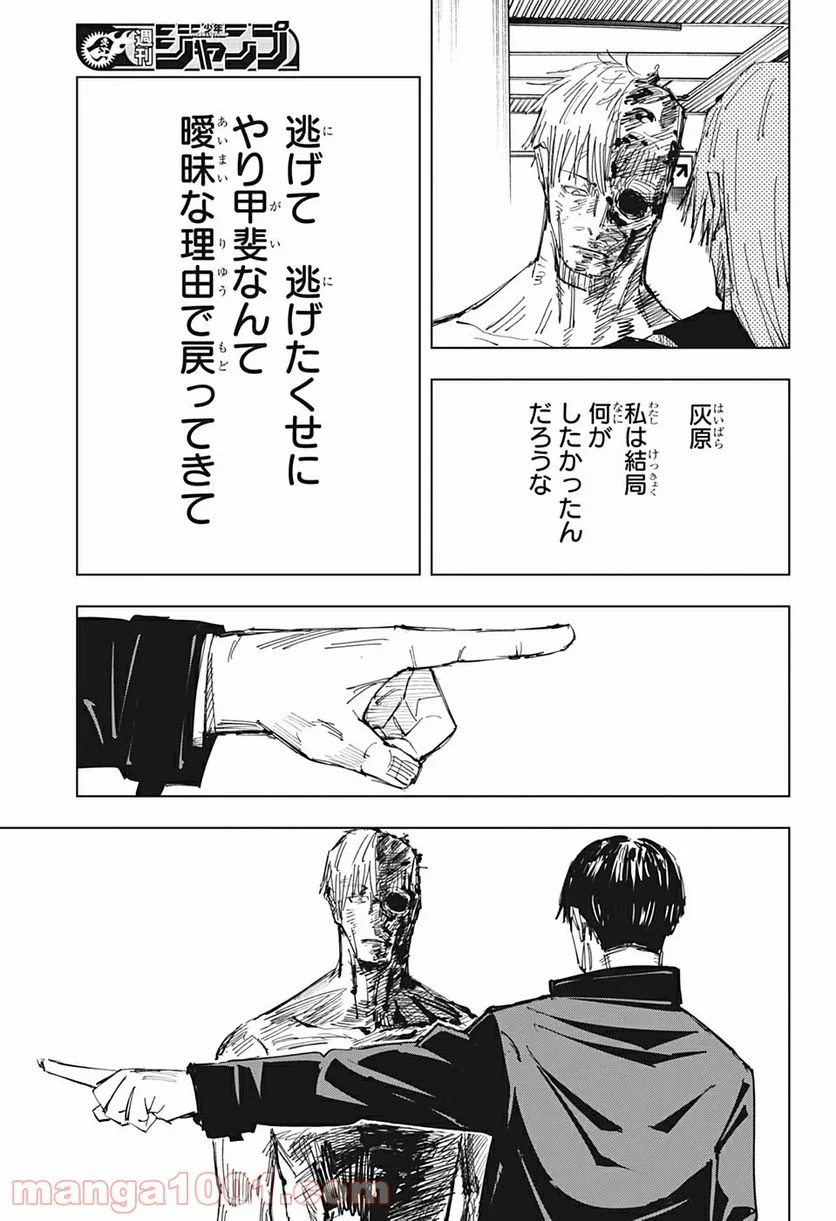 週刊少年ジャンプ
灰原
私は結局
何が
したかったん
だろうな
逃げて 逃げたくせに
やり甲斐なんて
曖昧な理由で戻ってきて
manga1001.com